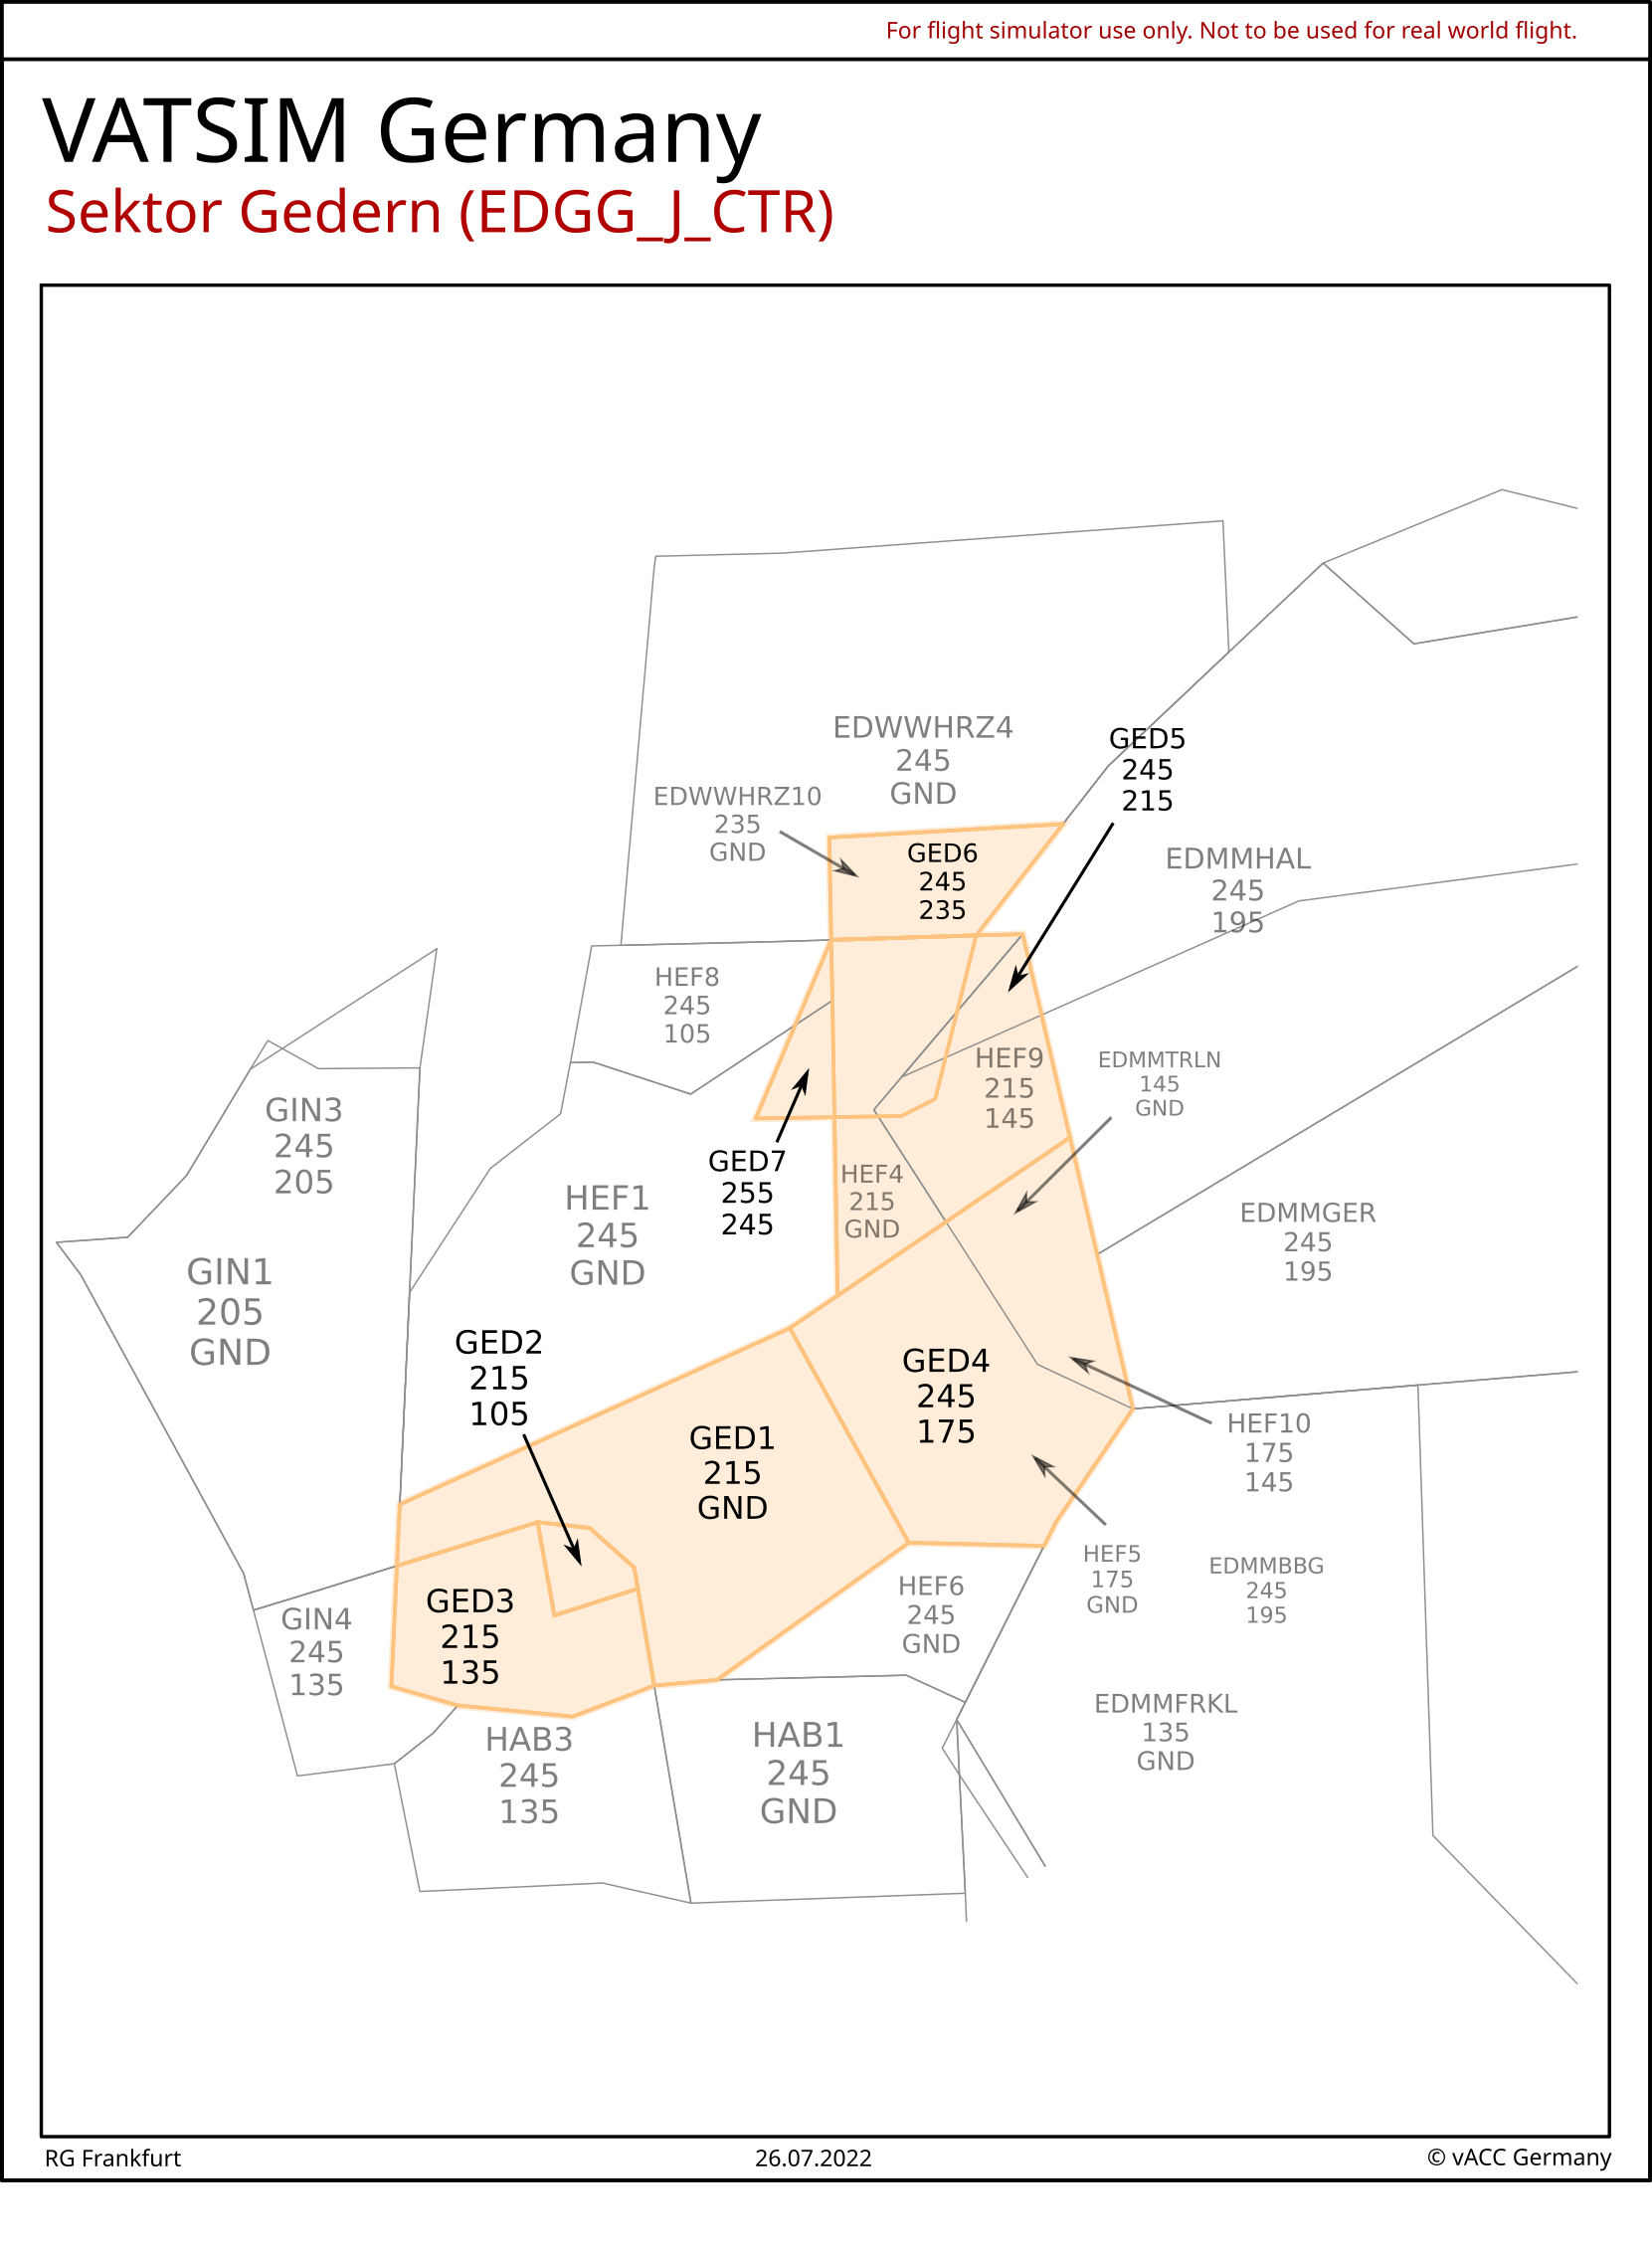 For flight simulator use only. Not to be used for real world flight.
VATSIM Germany
Sektor Gedern (EDGG_J_CTR)
EDWWHRZ4
245
GND
GED5
245
215
EDWWHRZ10
235
GND
GED6
245
235
EDMMHAL
245
195
HEF8
245
105
HEF9
215
145
EDMMTRLN
145
GND
GIN3
245
205
GED7
255
245
HEF4
215
GND
HEF1
245
GND
EDMMGER
245
195
GIN1
205
GND
GED2
215
105
GED4
245
175
GED1
215
GND
HEF10
175
145
HEF5
175
GND
EDMMBBG
245
195
HEF6
245
GND
GED3
215
135
GIN4
245
135
EDMMFRKL
135
GND
HAB3
245
135
HAB1
245
GND
RG Frankfurt
26.07.2022
© vACC Germany